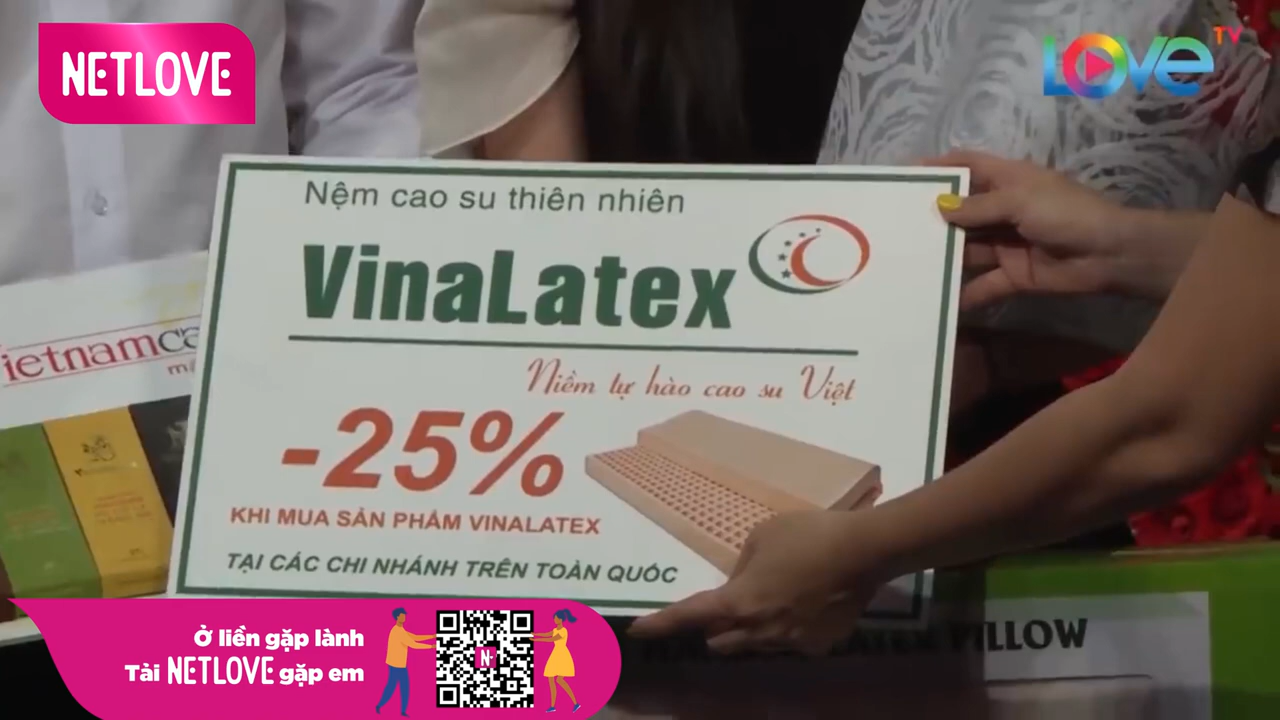 NETLOVE
LOVE TV
Nệm cao su thiên nhiên
VinaLatex
Niềm tự hào cao su Việt
-25%
KHI MUA SẢN PHẨM VINALATEX
TẠI CÁC CHI NHÁNH TRÊN TOÀN QUỐC
ietnamca
Ở liền gặp lành
Tải NETLOVE gặp em
N
PILLOW